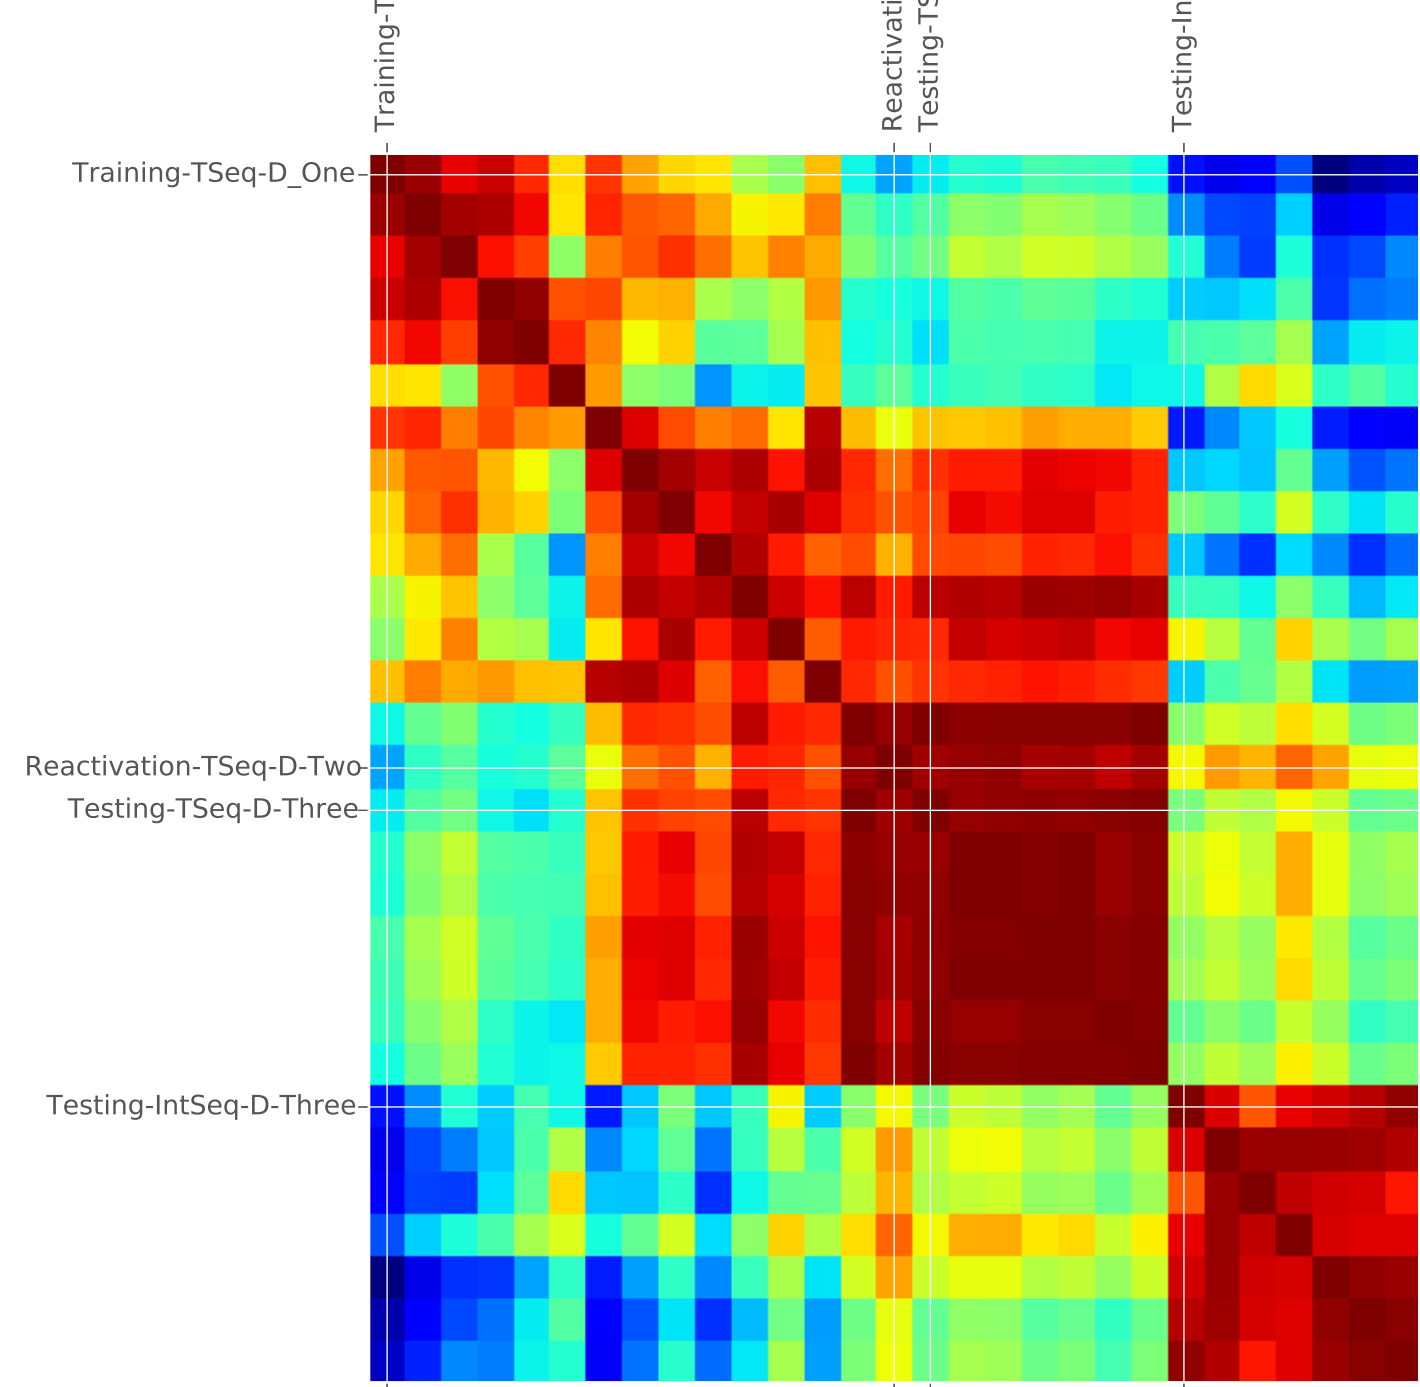 Training-T
Reactivati
Testing-TS
Testing-In
Training-TSeq-D_One
Reactivation-TSeq-D-Two
Testing-TSeq-D-Three
Testing-IntSeq-D-Three